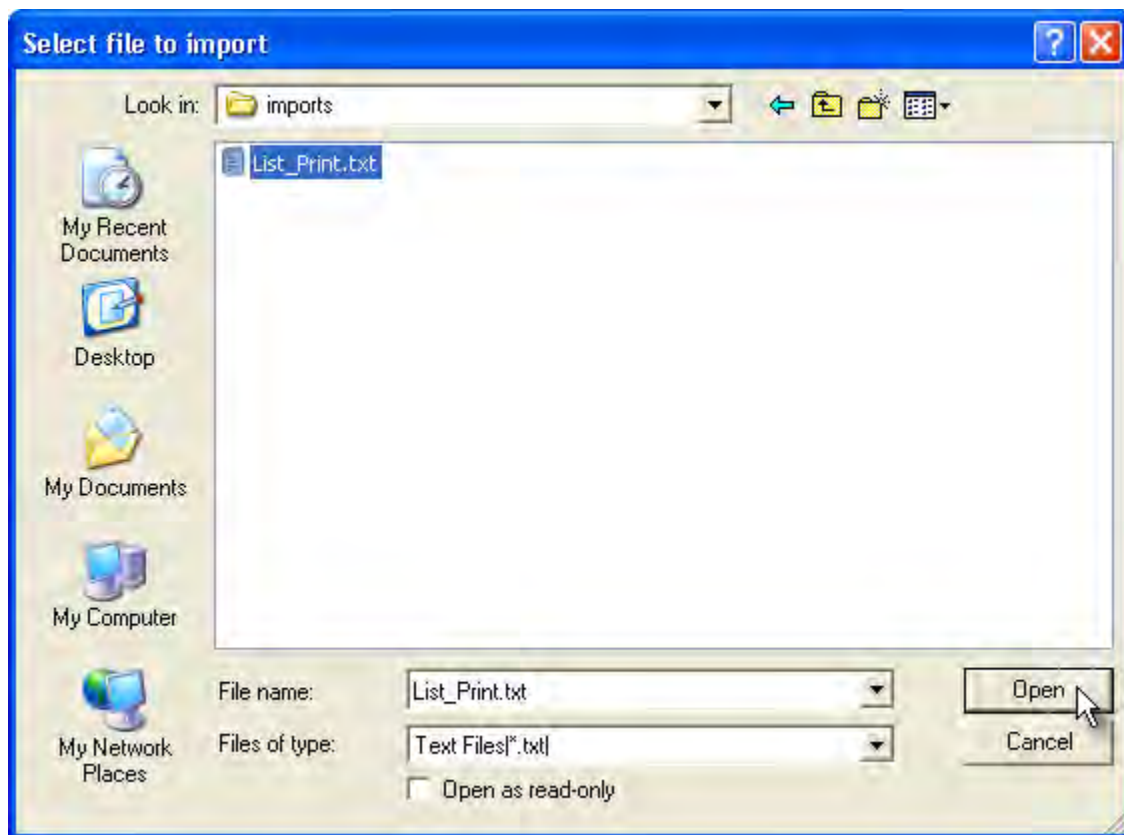 Select file to import
Look in: imports
List_Print.txt
My Recent
Documents
Desktop
My Documents
My Computer
My Network
Places
File name: List_Print.txt Open
Files of type: Text Files|*.txt| Cancel
Open as read-only